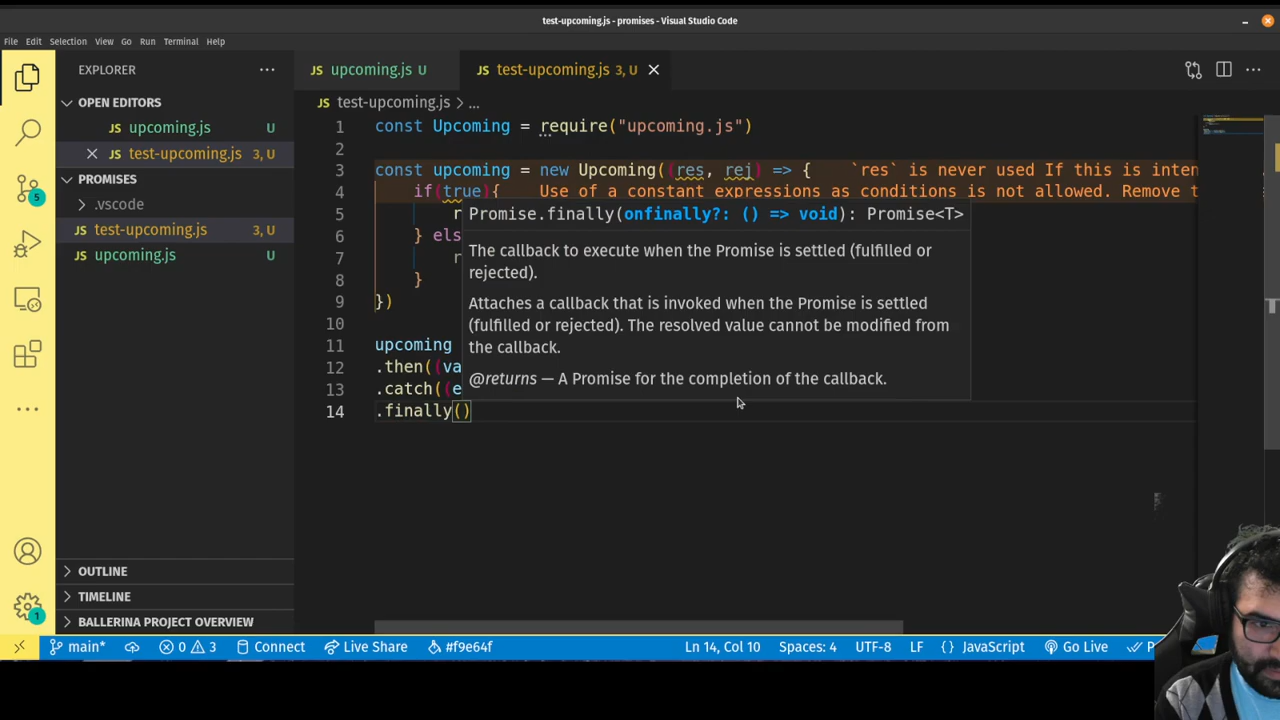 test-upcoming.js - promises - Visual Studio Code
File Edit Selection View Go Run Terminal Help
EXPLORER
OPEN EDITORS
upcoming.js U
test-upcoming.js 3, U
PROMISES
.vscode
test-upcoming.js 3, U
upcoming.js U
OUTLINE
TIMELINE
BALLERINA PROJECT OVERVIEW
5
1
JS upcoming.js U JS test-upcoming.js 3, U
JS test-upcoming.js > ...
1 const Upcoming = require("upcoming.js")
2
3 const upcoming = new Upcoming((res, rej) => { `res` is never used If this is inten
4 if(true){ Use of a constant expressions as conditions is not allowed. Remove t
5 r
6 } els
7 r
8 }
9 })
10
11 upcoming
12 .then((va
13 .catch((e
14 .finally()
Promise.finally(onfinally?: () => void): Promise<T>
The callback to execute when the Promise is settled (fulfilled or
rejected).
Attaches a callback that is invoked when the Promise is settled
(fulfilled or rejected). The resolved value cannot be modified from
the callback.
@returns — A Promise for the completion of the callback.
main* 0 3 Connect Live Share #f9e64f Ln 14, Col 10 Spaces: 4 UTF-8 LF {} JavaScript Go Live